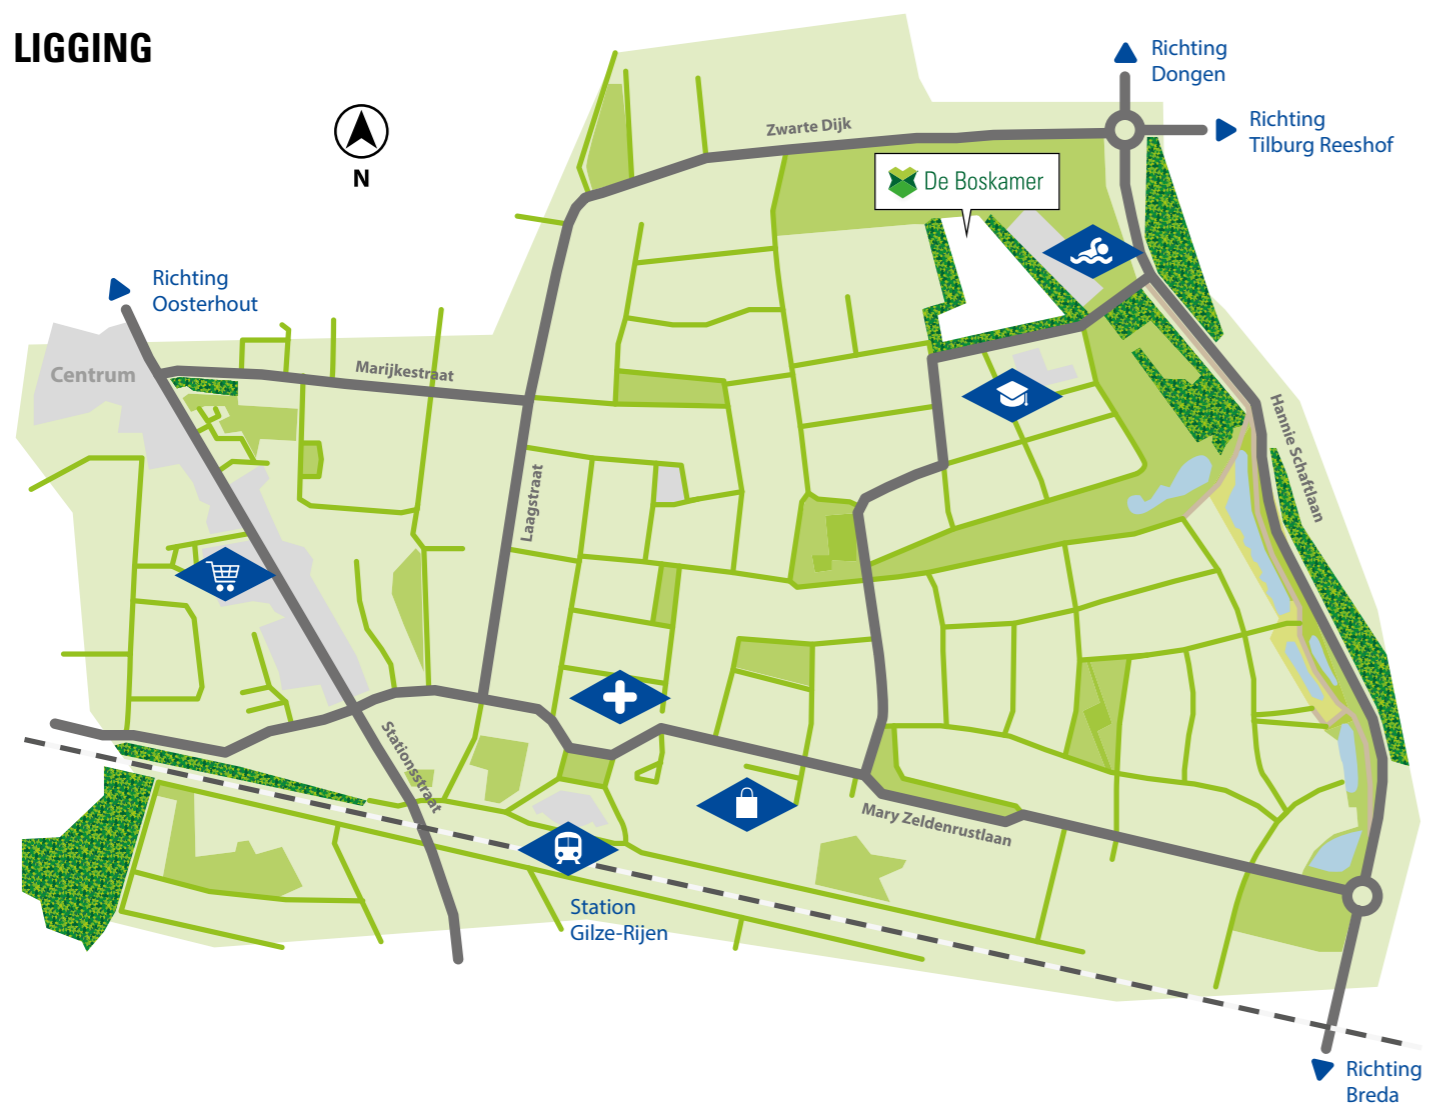 LIGGING
N
Richting
Dongen
Richting
Tilburg Reeshof
Zwarte Dijk
De Boskamer
Richting
Oosterhout
Centrum
Marijkestraat
Laagstraat
Hannie Schaftlaan
Stationsstraat
Mary Zeldenrustlaan
Station
Gilze-Rijen
Richting
Breda